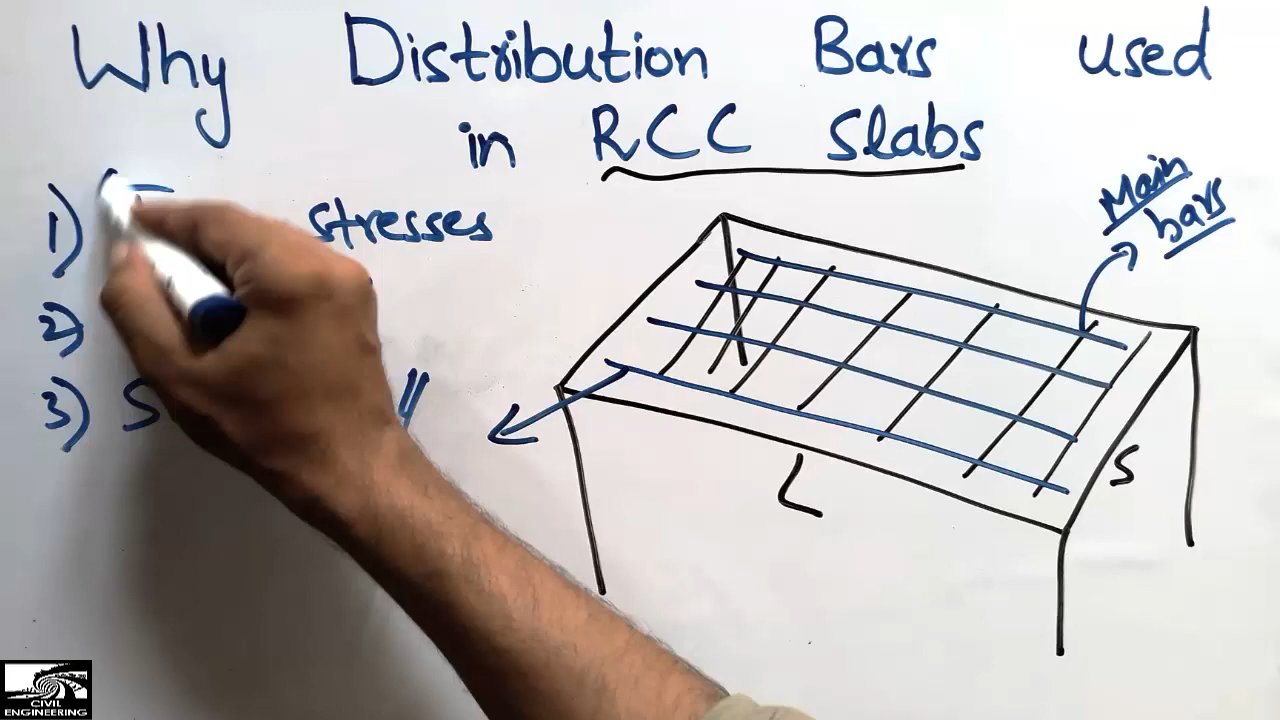 Why Distribution Bars used
in RCC Slabs
1) stresses
2)
3) S
Main
bars
L
S
CIVIL
ENGINEERING